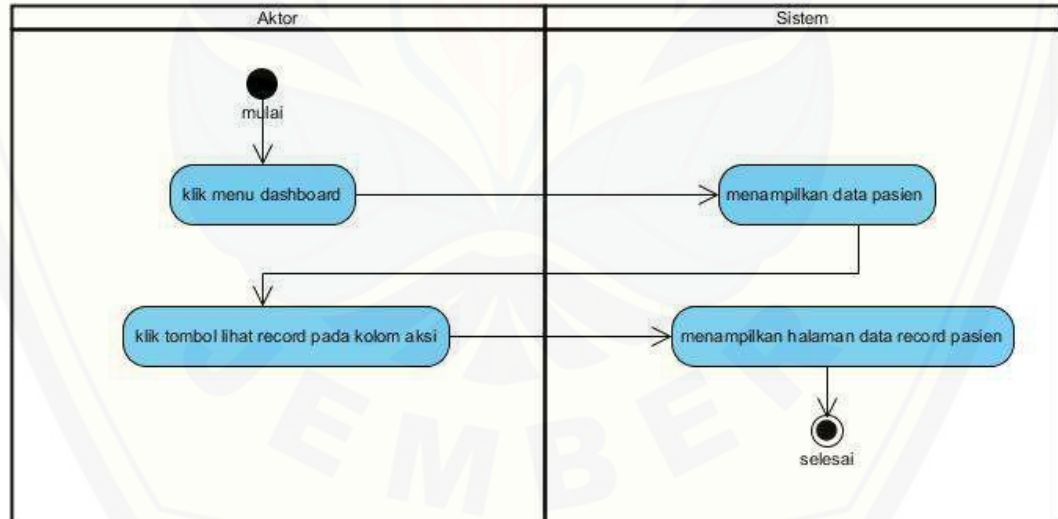 Aktor
Sistem
mulai
klik menu dashboard
menampilkan data pasien
klik tombol lihat record pada kolom aksi
menampilkan halaman data record pasien
selesai
JEMBER